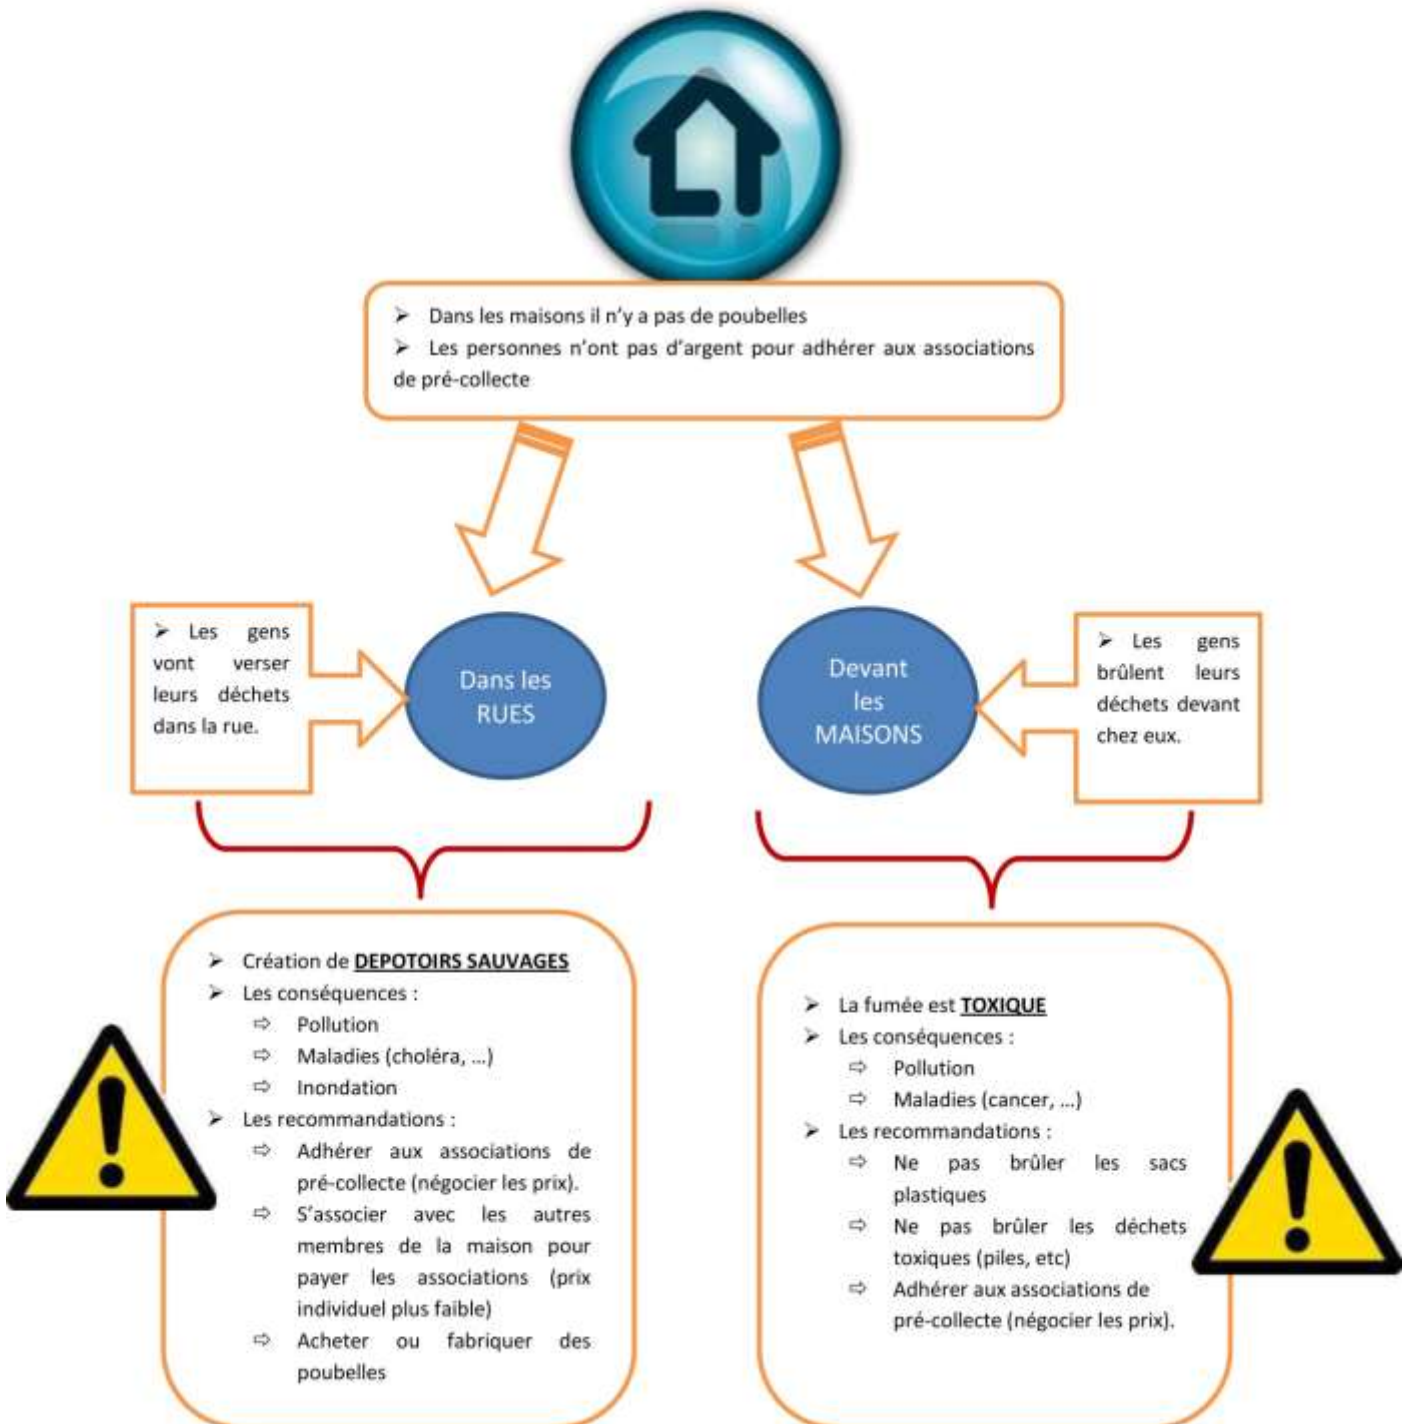 ➢ Dans les maisons il n'y a pas de poubelles
➢ Les personnes n'ont pas d'argent pour adhérer aux associations
de pré-collecte
➢ Les gens
vont verser
leurs déchets
dans la rue.
Dans les
RUES
Devant
les
MAISONS
➢ Les gens
brûlent leurs
déchets devant
chez eux.
➢ Création de DEPOTOIRS SAUVAGES
➢ Les conséquences :
⇨ Pollution
⇨ Maladies (choléra, ...)
⇨ Inondation
➢ Les recommandations :
⇨ Adhérer aux associations de
pré-collecte (négocier les prix).
⇨ S'associer avec les autres
membres de la maison pour
payer les associations (prix
individuel plus faible)
⇨ Acheter ou fabriquer des
poubelles
➢ La fumée est TOXIQUE
➢ Les conséquences :
⇨ Pollution
⇨ Maladies (cancer, ...)
➢ Les recommandations :
⇨ Ne pas brûler les sacs
plastiques
⇨ Ne pas brûler les déchets
toxiques (piles, etc)
⇨ Adhérer aux associations de
pré-collecte (négocier les prix).